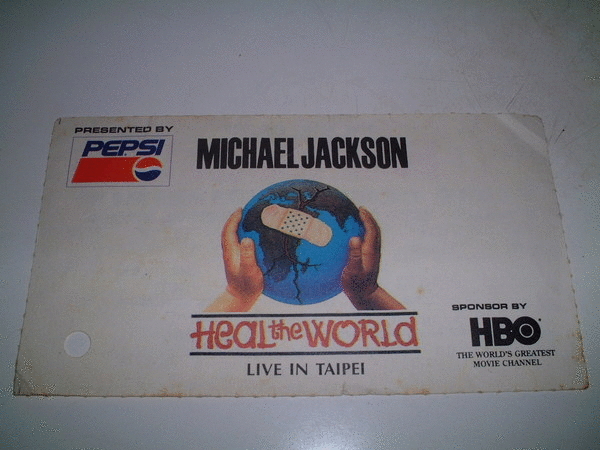 PRESENTED BY
PEPSI
MICHAEL JACKSON
HEAL the WORLD
LIVE IN TAIPEI
SPONSOR BY
HBO
THE WORLD'S GREATEST
MOVIE CHANNEL